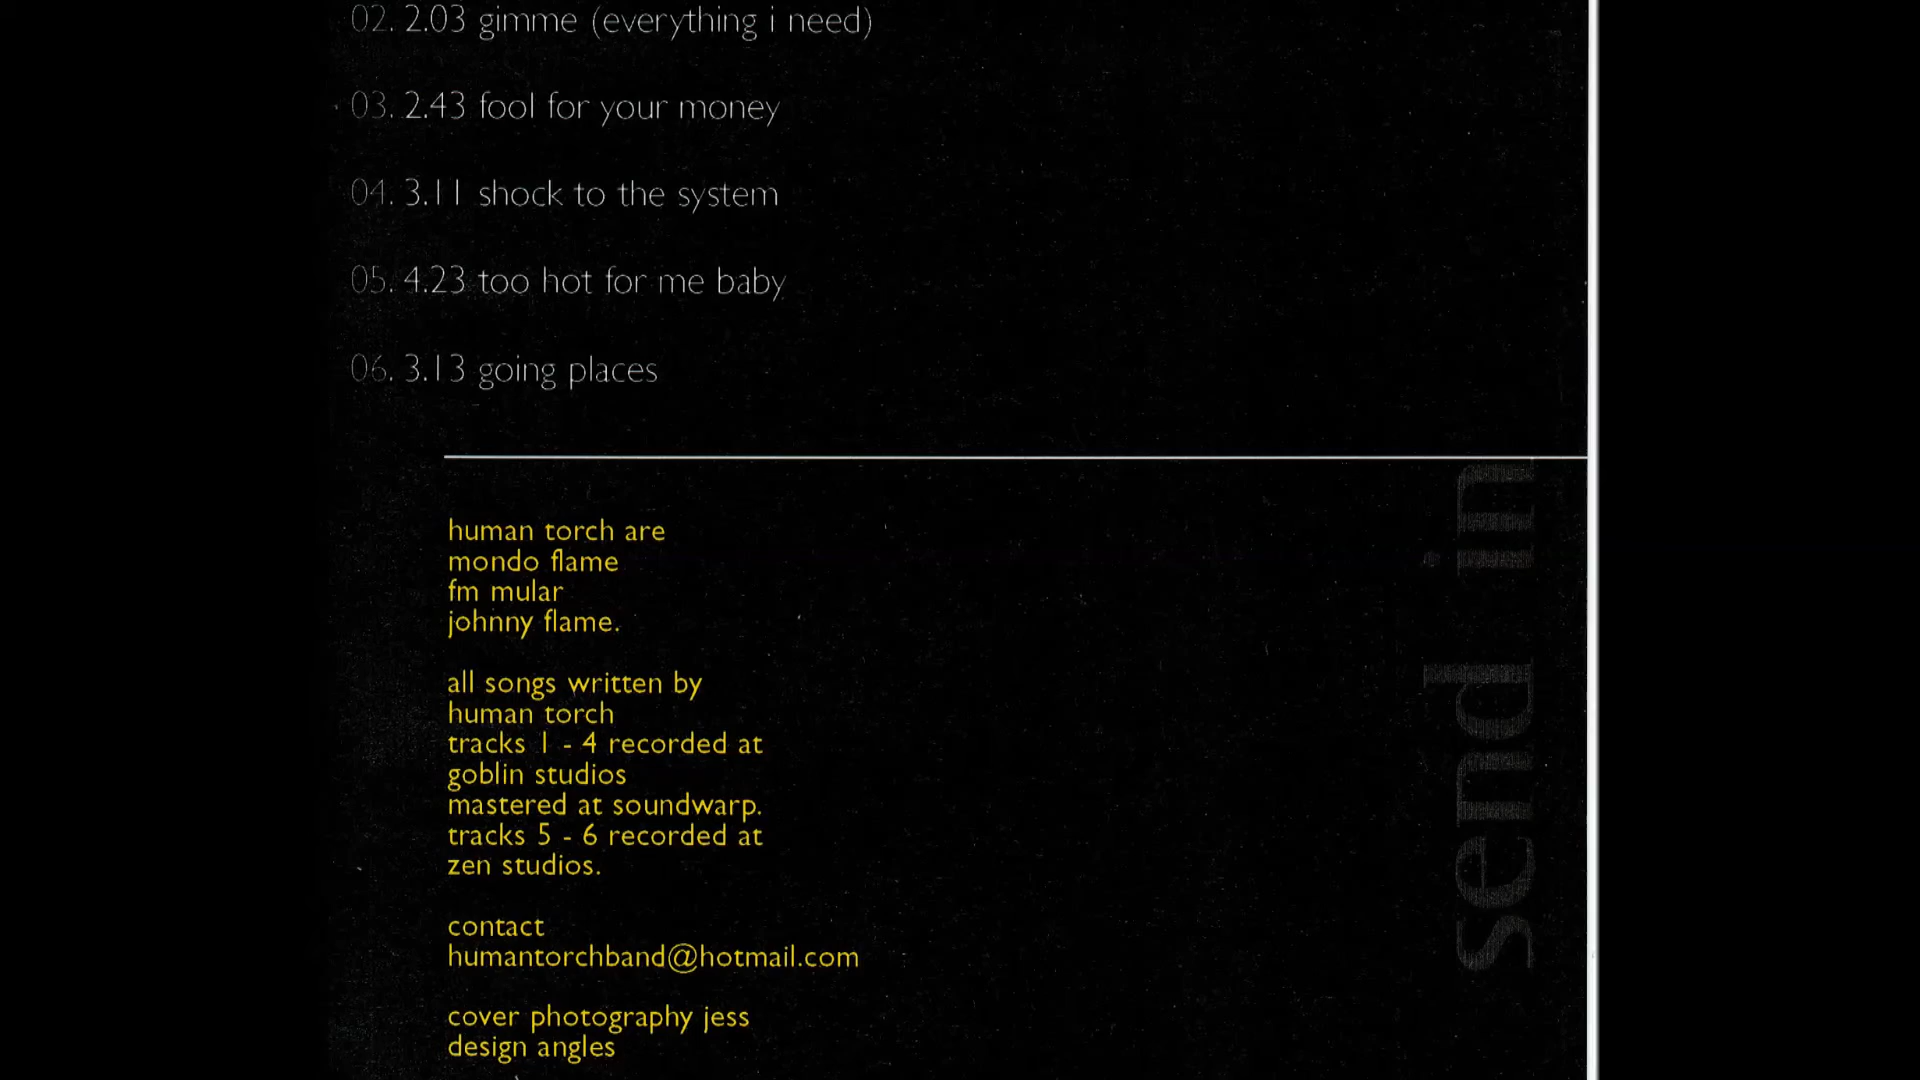 02. 2.03 gimme (everything i need)
03. 2.43 fool for your money
04. 3.11 shock to the system
05. 4.23 too hot for me baby
06. 3.13 going places
human torch are
mondo flame
fm mular
johnny flame.
all songs written by
human torch
tracks 1 - 4 recorded at
goblin studios
mastered at soundwarp.
tracks 5 - 6 recorded at
zen studios.
contact
humantorchband@hotmail.com
cover photography jess
design angles
send in